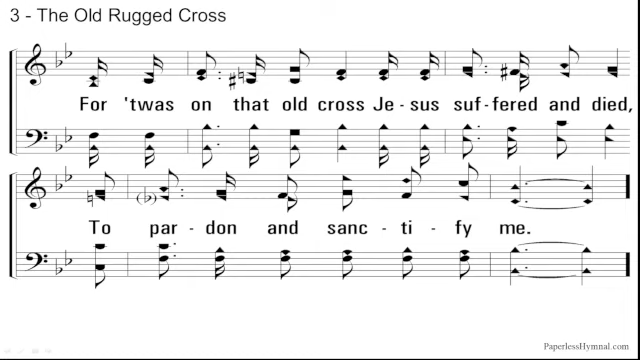 3 - The Old Rugged Cross
For 'twas on that old cross Je - sus suf-fered and died,
To par - don and sanc - ti - fy me.
PaperlessHymnal.com